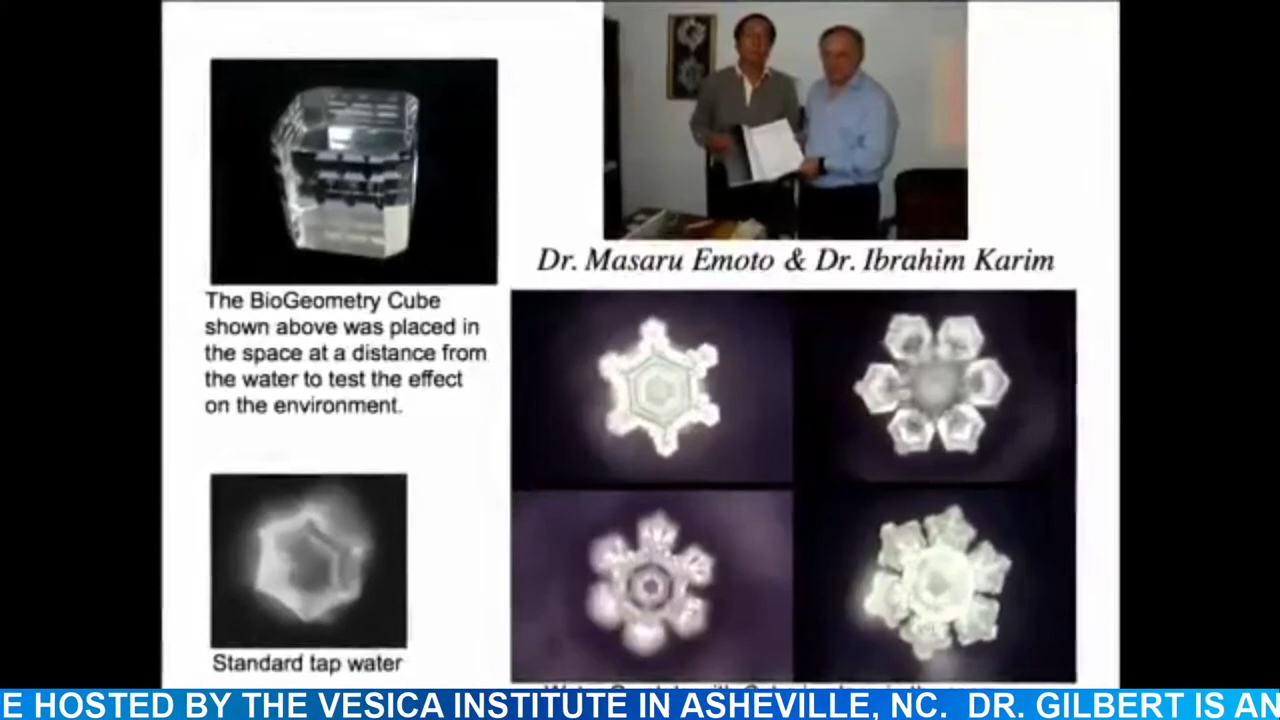 Dr. Masaru Emoto & Dr. Ibrahim Karim
The BioGeometry Cube
shown above was placed in
the space at a distance from
the water to test the effect
on the environment.
Standard tap water
E HOSTED BY THE VESICA INSTITUTE IN ASHEVILLE, NC. DR. GILBERT IS AN